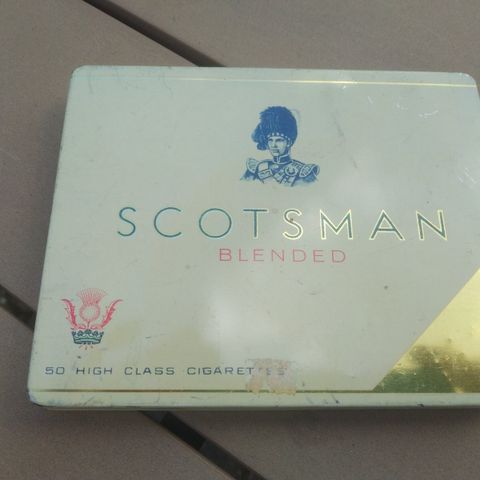 SCOTSMAN
BLENDED
50 HIGH CLASS CIGARETTES